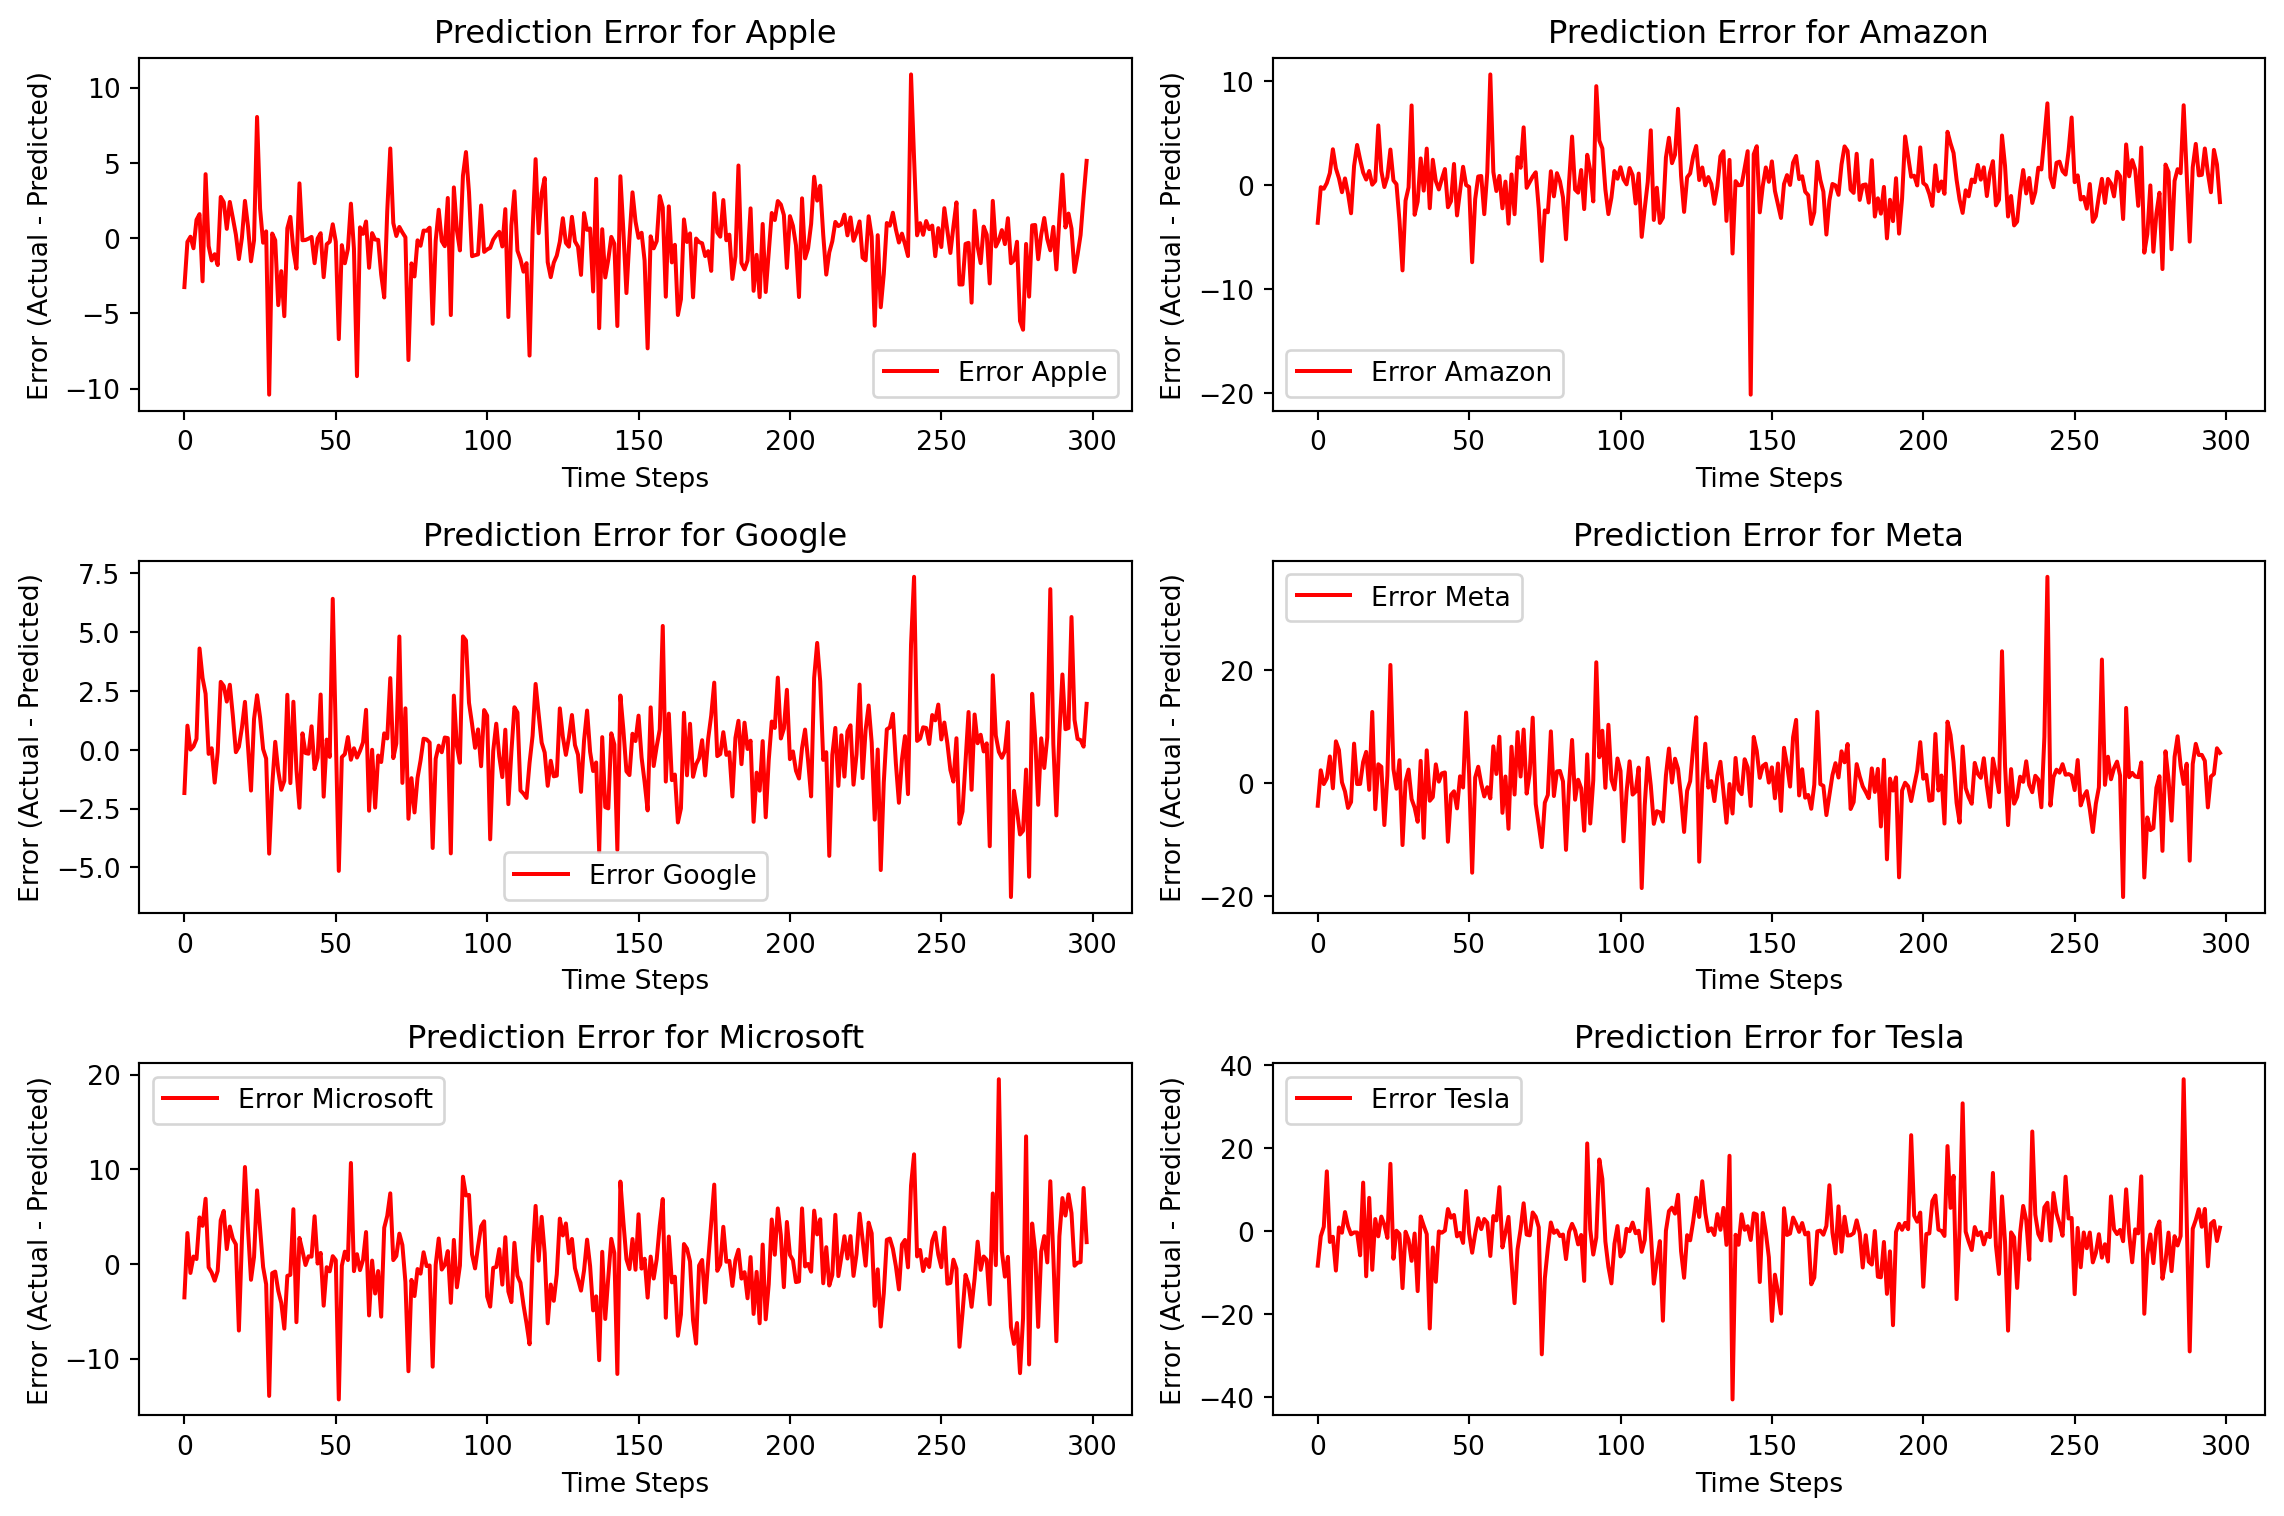 Prediction Error for Apple
Error (Actual - Predicted)
10
5
0
−5
−10
Error Apple
0 50 100 150 200 250 300
Time Steps
Prediction Error for Amazon
Error (Actual - Predicted)
10
0
−10
−20
Error Amazon
0 50 100 150 200 250 300
Time Steps
Prediction Error for Google
Error (Actual - Predicted)
7.5
5.0
2.5
0.0
−2.5
−5.0
Error Google
0 50 100 150 200 250 300
Time Steps
Prediction Error for Meta
Error (Actual - Predicted)
Error Meta
20
0
−20
0 50 100 150 200 250 300
Time Steps
Prediction Error for Microsoft
Error (Actual - Predicted)
20
Error Microsoft
10
0
−10
0 50 100 150 200 250 300
Time Steps
Prediction Error for Tesla
Error (Actual - Predicted)
40
Error Tesla
20
0
−20
−40
0 50 100 150 200 250 300
Time Steps